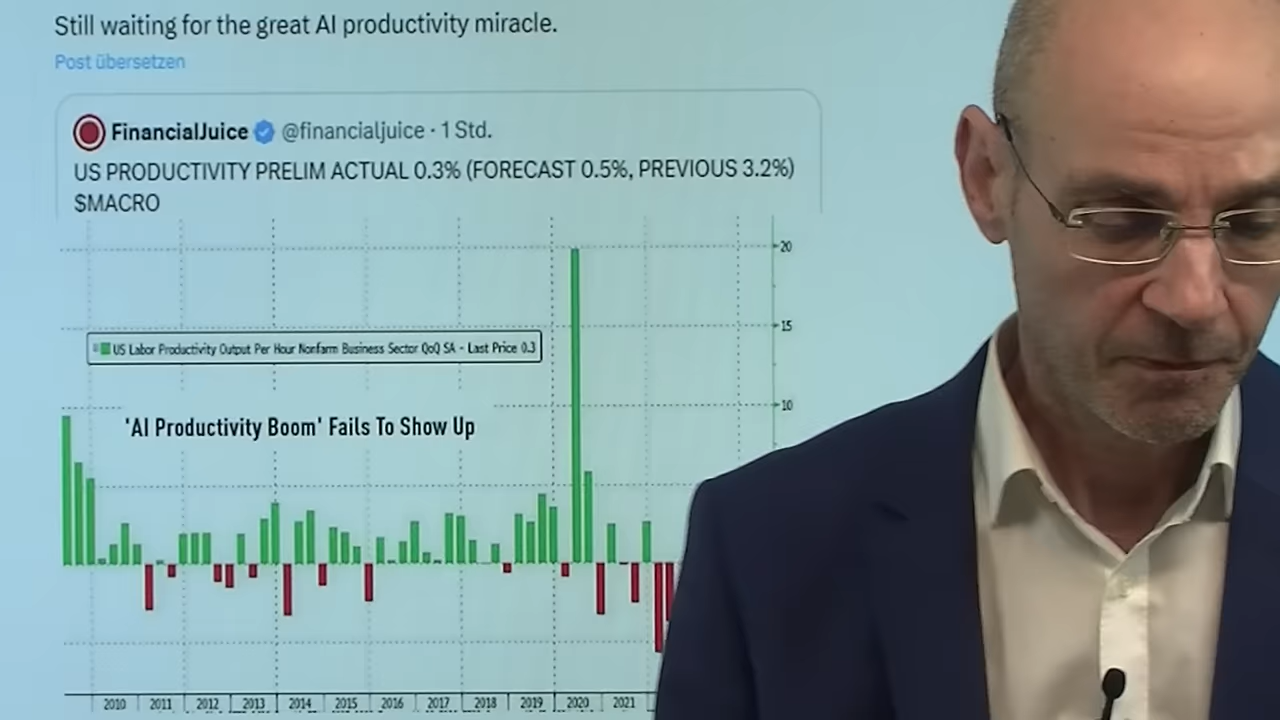 Still waiting for the great AI productivity miracle.
Post übersetzen
FinancialJuice @financialjuice · 1 Std.
US PRODUCTIVITY PRELIM ACTUAL 0.3% (FORECAST 0.5%, PREVIOUS 3.2%)
$MACRO
20
15
US Labor Productivity Output Per Hour Nonfarm Business Sector QoQ SA - Last Price 0.3
10
'AI Productivity Boom' Fails To Show Up
2010 2011 2012 2013 2014 2015 2016 2017 2018 2019 2020 2021